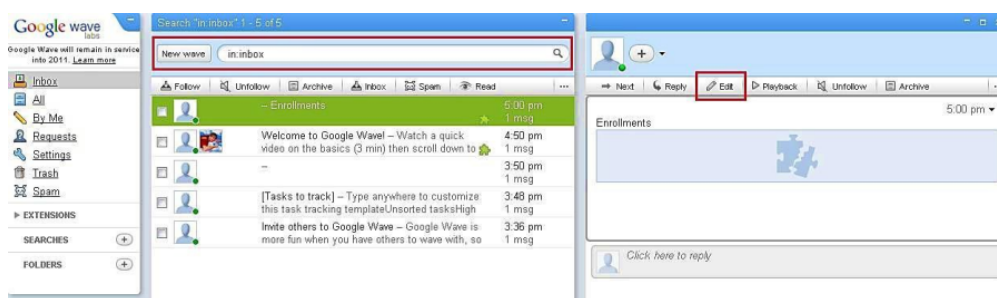 Google wave
labs
Google Wave will remain in service
into 2011. Learn more
Inbox
All
By Me
Requests
Settings
Trash
Spam
EXTENSIONS
SEARCHES
FOLDERS
Search "in:inbox" 1 - 5 of 5
New wave in:inbox
Follow Unfollow Archive Inbox Spam Read ...
– Enrollments 5:00 pm
1 msg
Welcome to Google Wave! – Watch a quick 4:50 pm
video on the basics (3 min) then scroll down to 1 msg
– 3:50 pm
1 msg
[Tasks to track] – Type anywhere to customize 3:48 pm
this task tracking templateUnsorted tasksHigh 1 msg
Invite others to Google Wave – Google Wave is 3:36 pm
more fun when you have others to wave with, so 1 msg
Next Reply Edit Playback Unfollow Archive
5:00 pm
Enrollments
Click here to reply